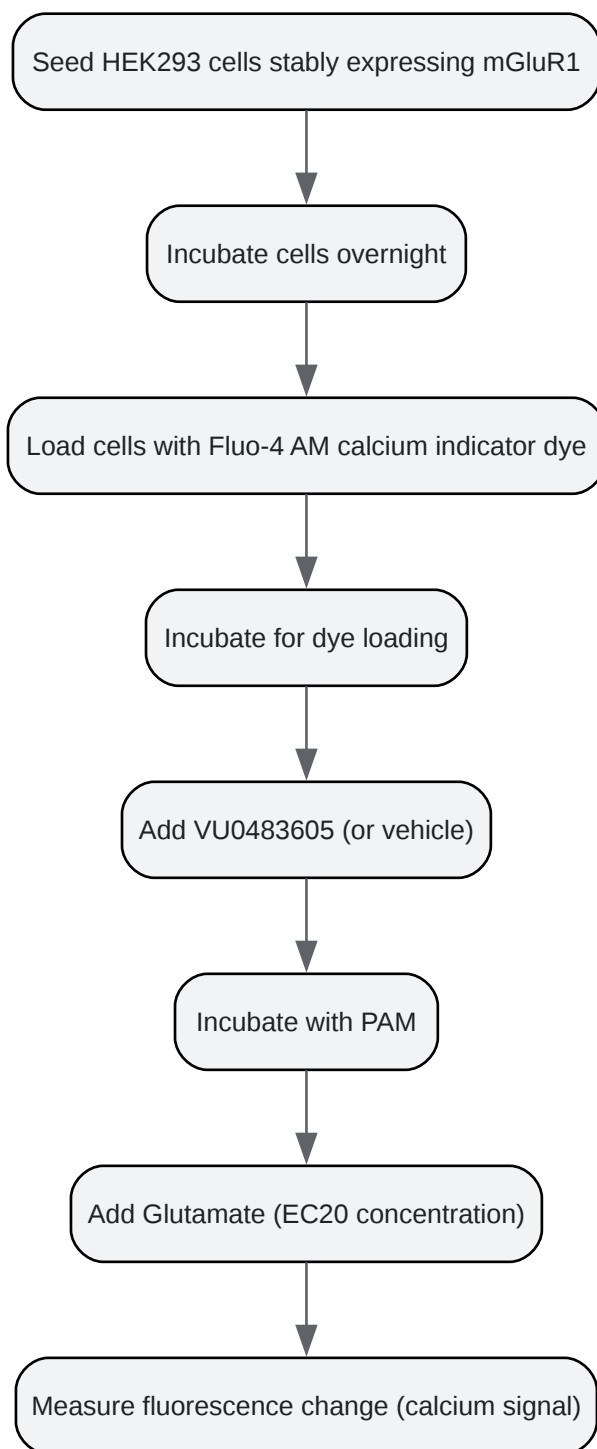 Seed HEK293 cells stably expressing mGluR1
Incubate cells overnight
Load cells with Fluo-4 AM calcium indicator dye
Incubate for dye loading
Add VU0483605 (or vehicle)
Incubate with PAM
Add Glutamate (EC20 concentration)
Measure fluorescence change (calcium signal)